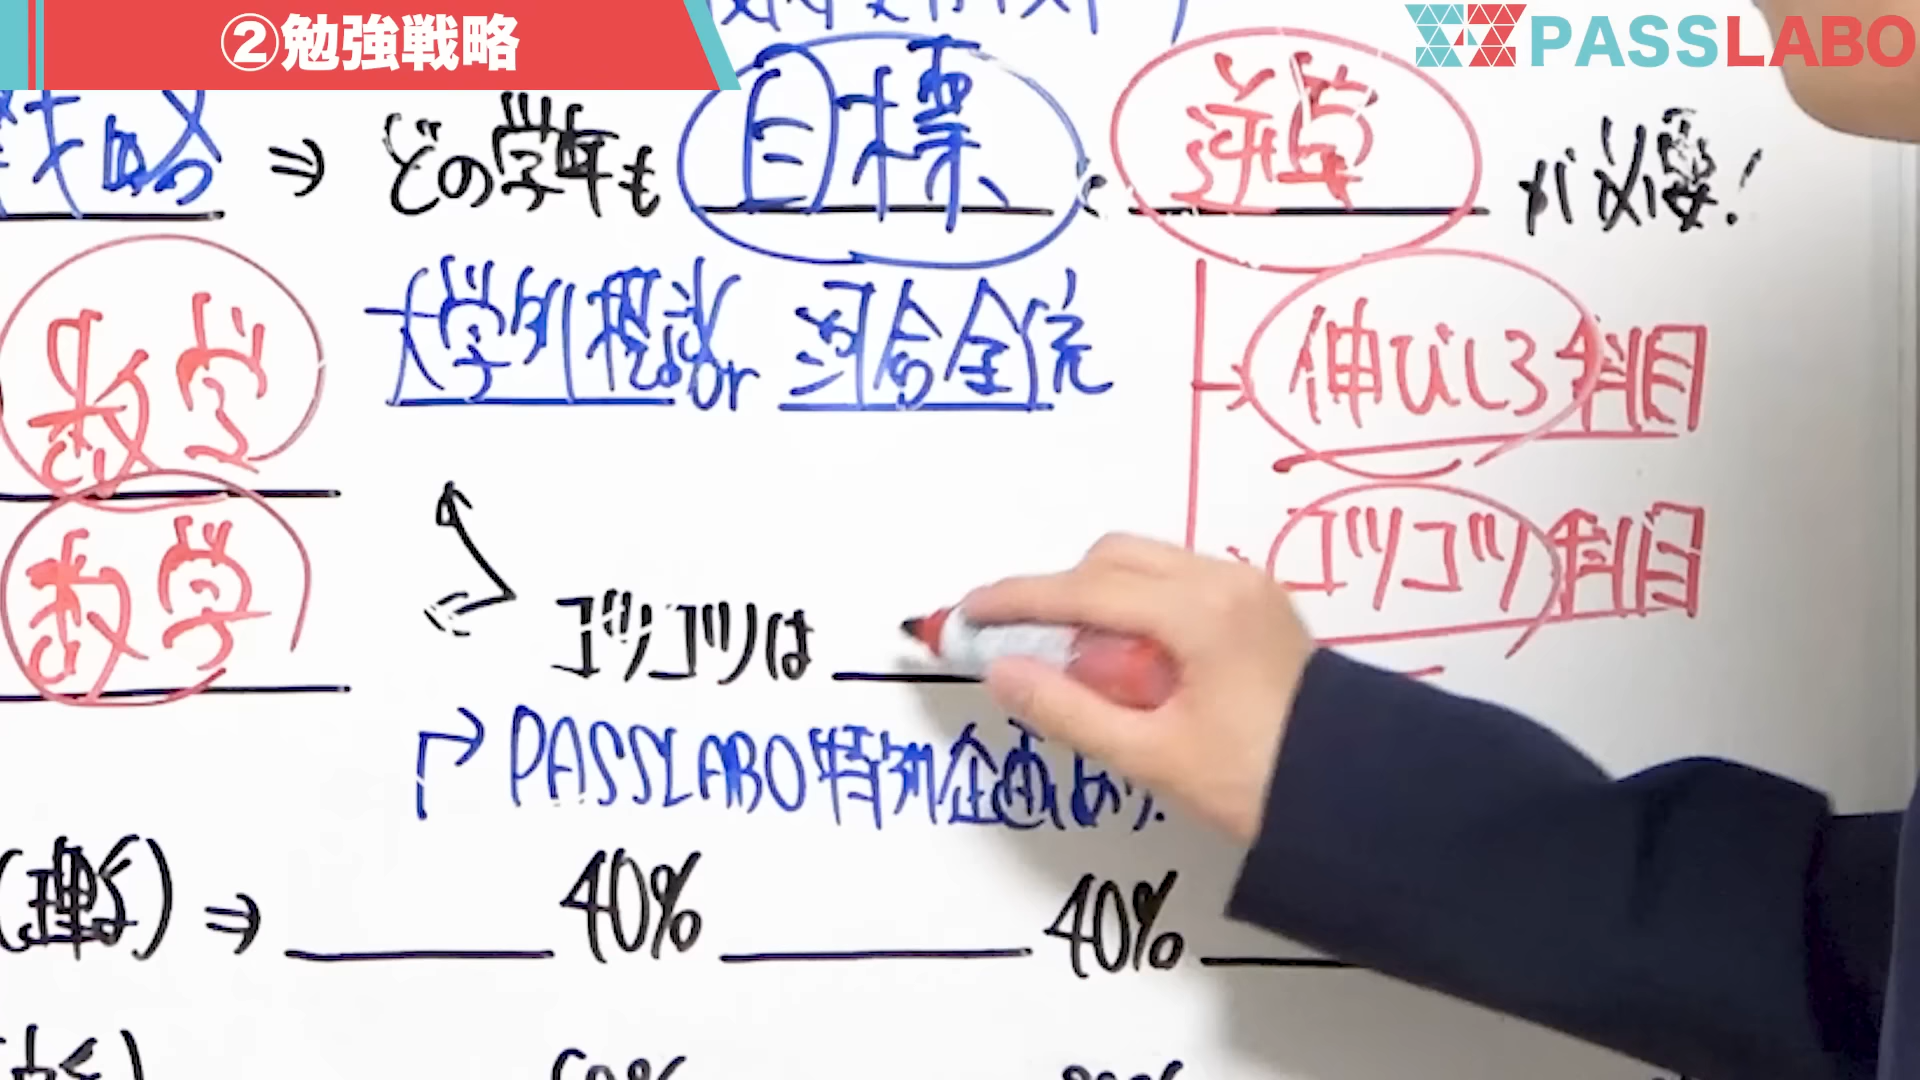 ②勉強戦略
PASSLABO
戦略 ⇒ どの学年も 目標 と 逆算 が必要!
数学
大学別模試 or 河合全統
伸びしろ科目
数学
コツコツ科目
コツコツは
PASSLABO特別企画あり.
(理系) ⇒ 40% 40%